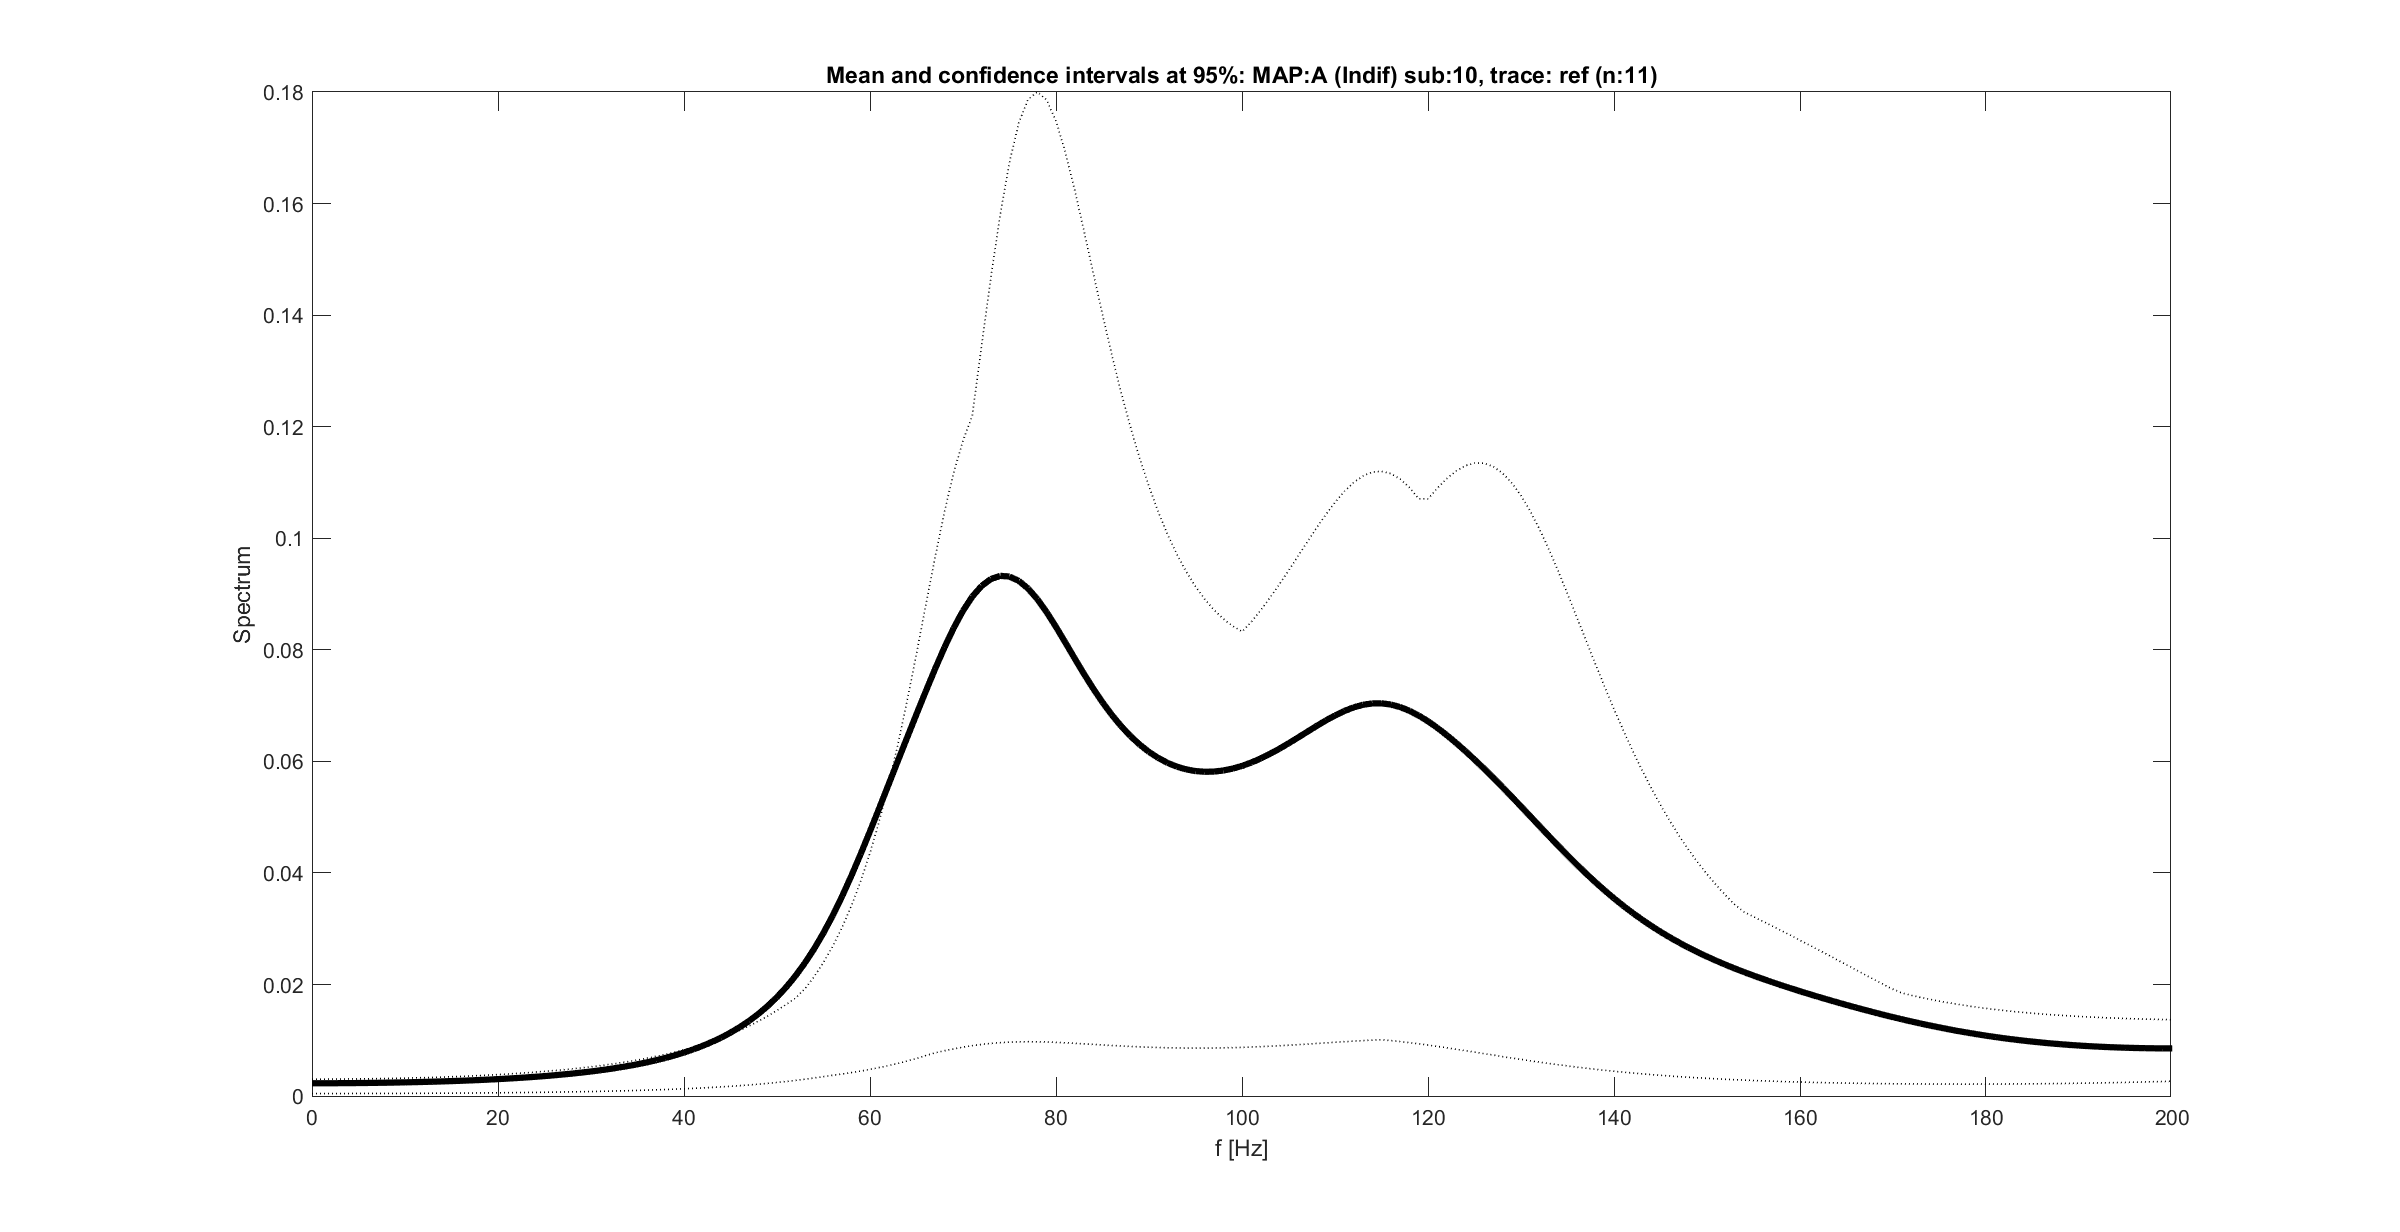 Mean and confidence intervals at 95%: MAP:A (Indif) sub:10, trace: ref (n:11)
0.18
0.16
0.14
0.12
0.1
0.08
0.06
0.04
0.02
0
Spectrum
0 20 40 60 80 100 120 140 160 180 200
f [Hz]